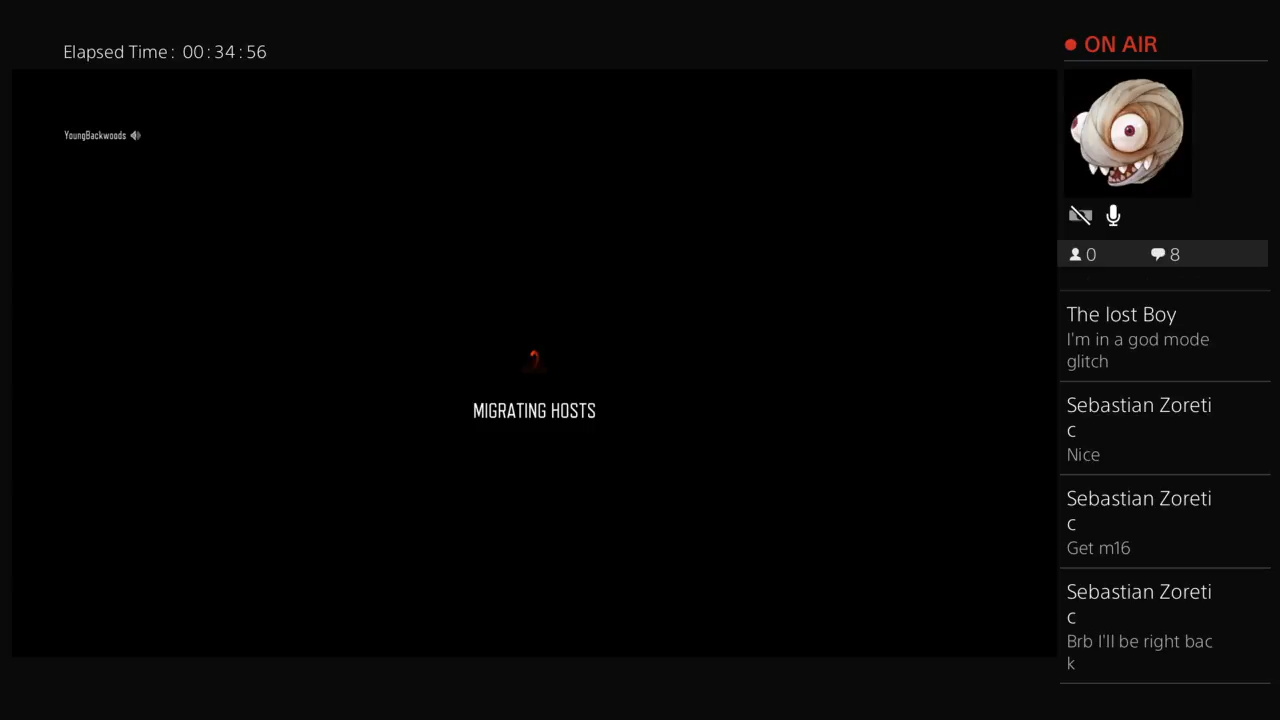 Elapsed Time: 00:34:56
ON AIR
YoungBackwoods
0 8
MIGRATING HOSTS
The lost Boy
I'm in a god mode
glitch
Sebastian Zoreti
c
Nice
Sebastian Zoreti
c
Get m16
Sebastian Zoreti
c
Brb I'll be right bac
k